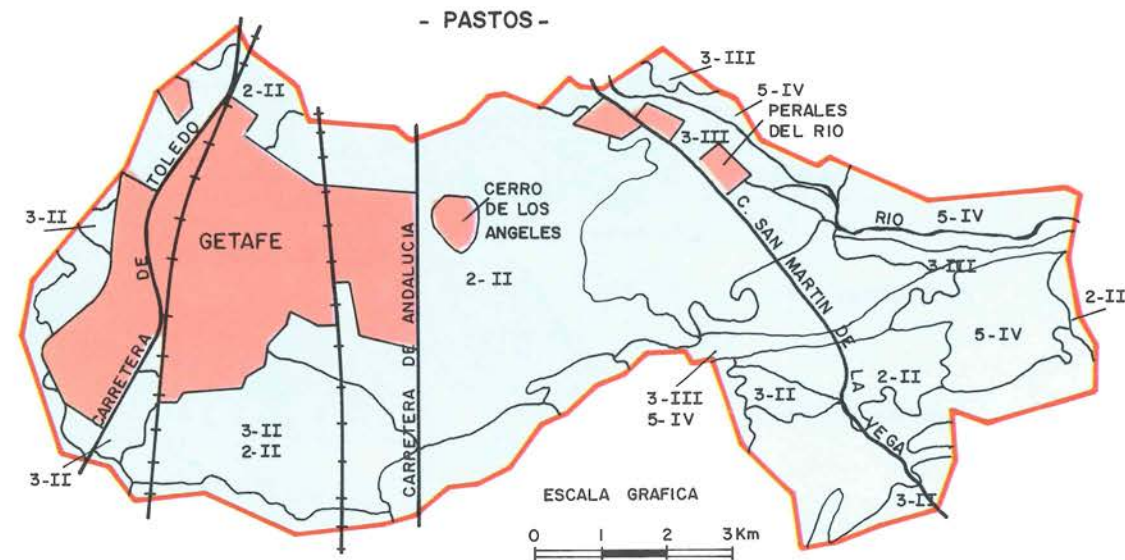 - PASTOS -
3-III
2-II
5-IV
PERALES
DEL RIO
3-III
CARRETERA DE TOLEDO
3-II
GETAFE
CERRO
DE LOS
ANGELES
2-II
CARRETERA DE ANDALUCIA
C. SAN MARTIN DE LA VEGA
RIO
5-IV
3-III
2-II
5-IV
3-III
5-IV
3-II
2-II
3-II
2-II
3-II
3-II
ESCALA GRAFICA
0 1 2 3 Km